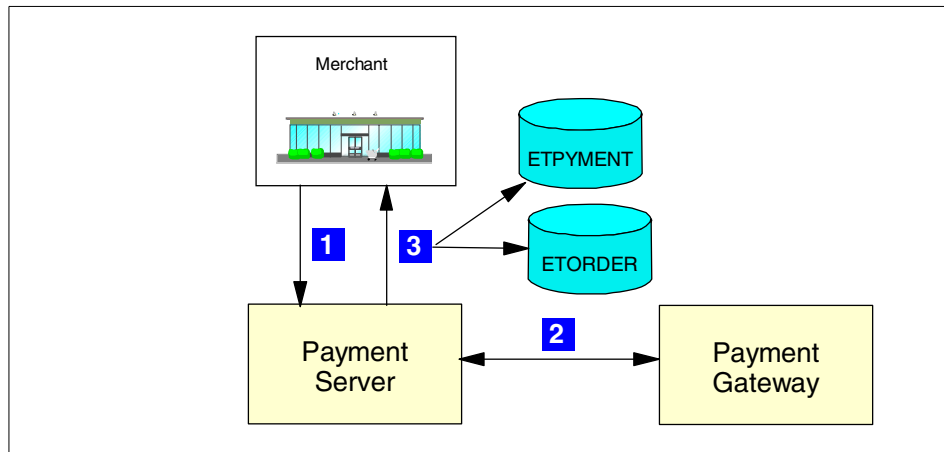 Merchant
ETPYMENT
1
3
ETORDER
2
Payment
Server
Payment
Gateway